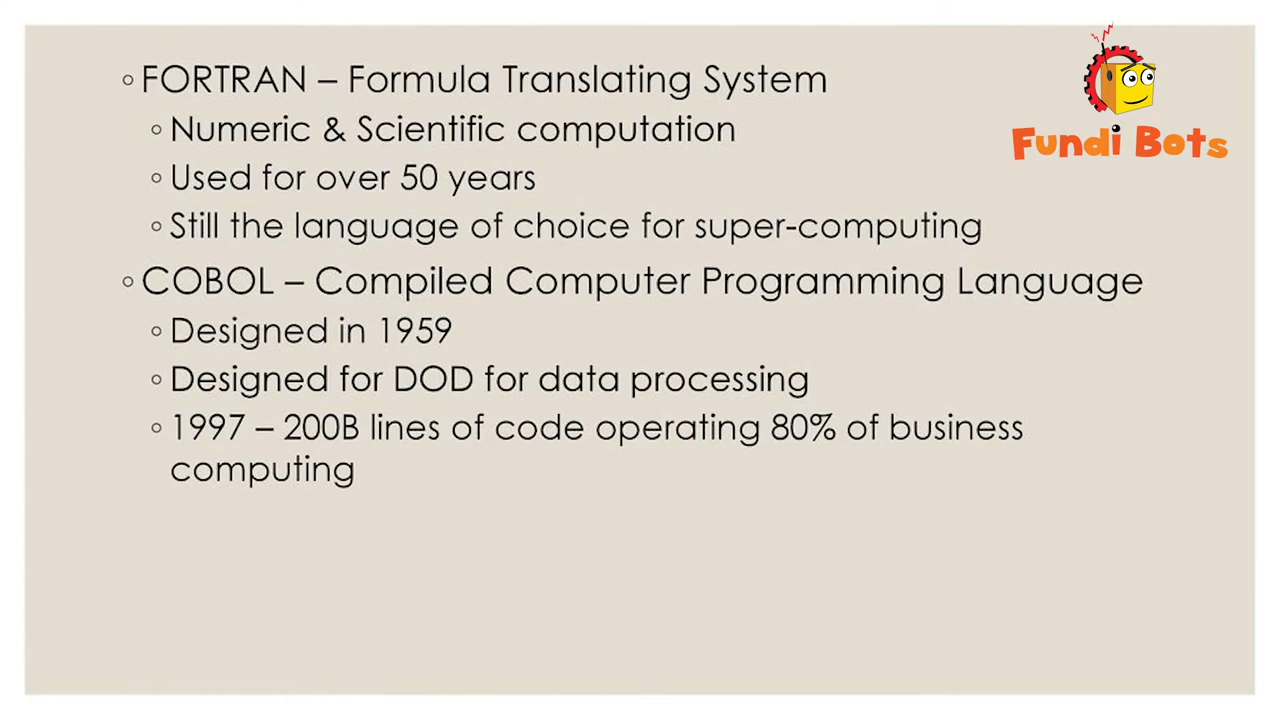 ◦ FORTRAN – Formula Translating System
◦ Numeric & Scientific computation
◦ Used for over 50 years
◦ Still the language of choice for super-computing
◦ COBOL – Compiled Computer Programming Language
◦ Designed in 1959
◦ Designed for DOD for data processing
◦ 1997 – 200B lines of code operating 80% of business
computing
Fundi Bots